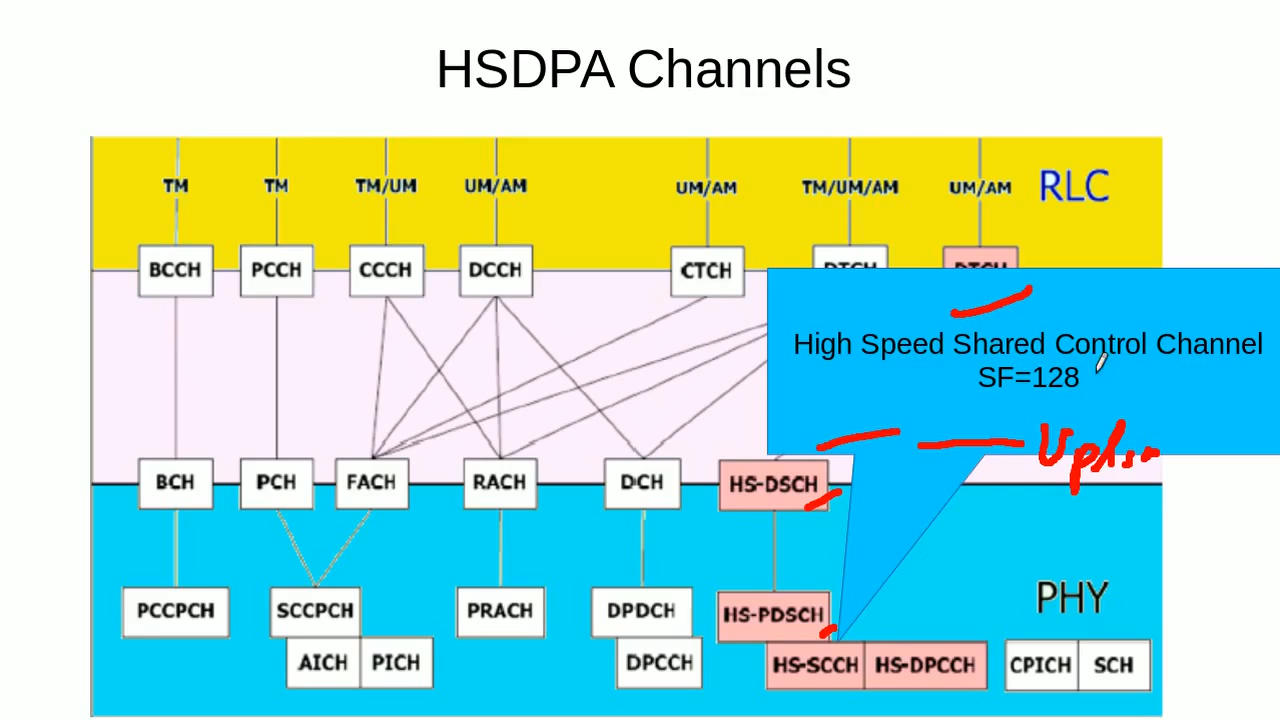 HSDPA Channels
TM TM TM/UM UM/AM UM/AM TM/UM/AM UM/AM RLC
BCCH PCCH CCCH DCCH CTCH DTCH DTCH
High Speed Shared Control Channel
SF=128
BCH PCH FACH RACH DCH HS-DSCH
PHY
PCCPCH SCCPCH PRACH DPDCH HS-PDSCH
AICH PICH DPCCH HS-SCCH HS-DPCCH CPICH SCH